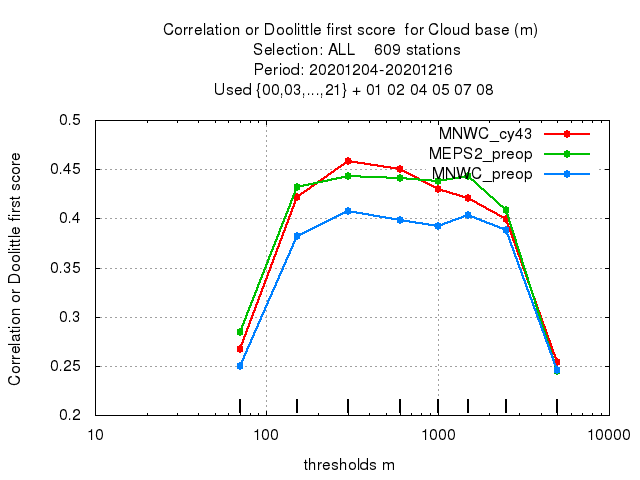 Correlation or Doolittle first score  for Cloud base (m)
Selection: ALL    609 stations
Period: 20201204-20201216
Used {00,03,...,21} + 01 02 04 05 07 08
MNWC_cy43
MEPS2_preop
MNWC_preop
Correlation or Doolittle first score
0.5
0.45
0.4
0.35
0.3
0.25
0.2
10 100 1000 10000
thresholds m